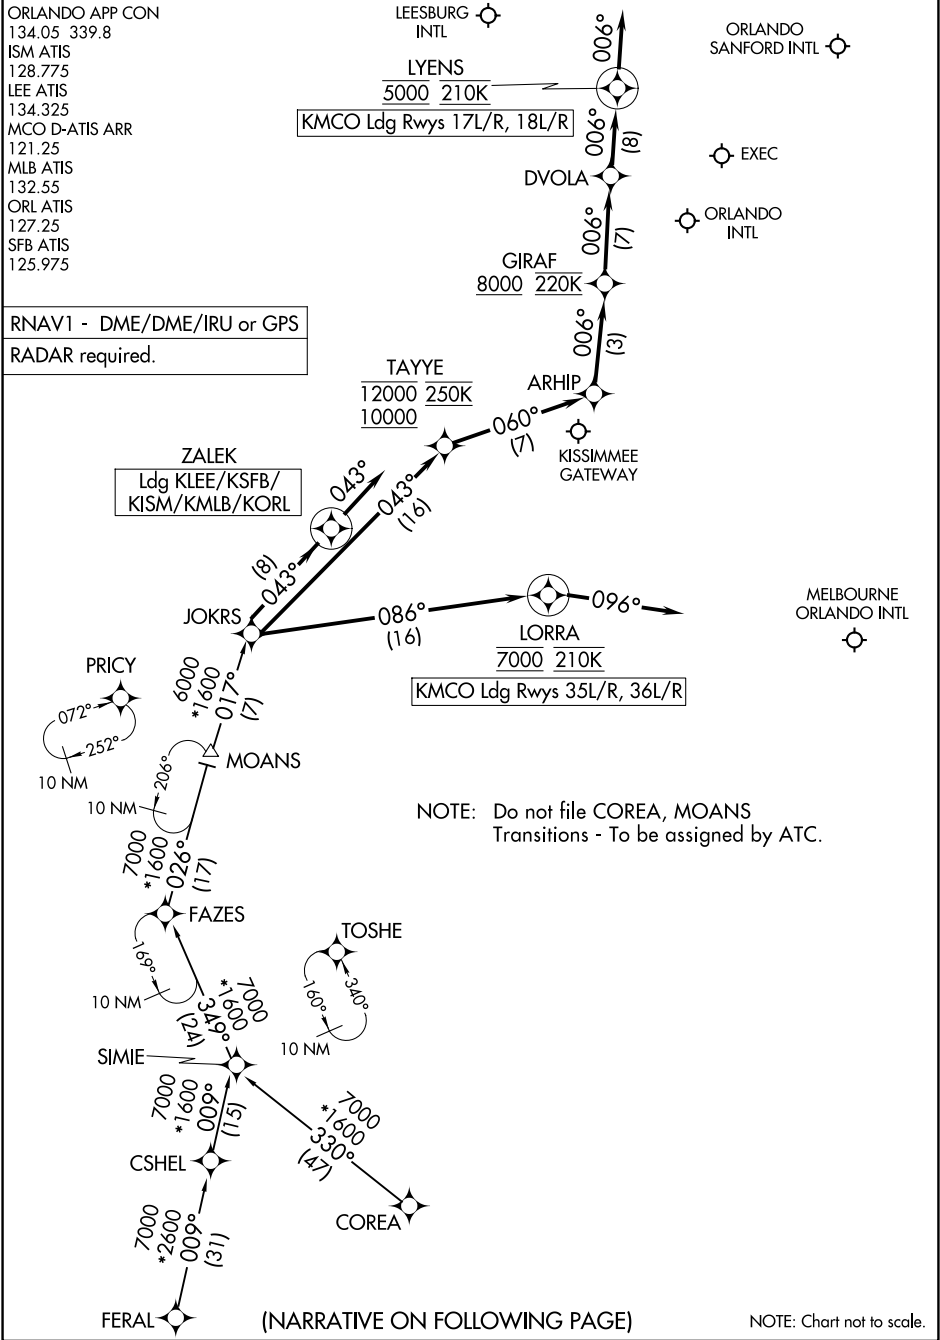 ORLANDO APP CON
134.05 339.8
ISM ATIS
128.775
LEE ATIS
134.325
MCO D-ATIS ARR
121.25
MLB ATIS
132.55
ORL ATIS
127.25
SFB ATIS
125.975
RNAV1 - DME/DME/IRU or GPS
RADAR required.
LEESBURG
INTL
ORLANDO
SANFORD INTL
006°
LYENS
5000 210K
KMCO Ldg Rwys 17L/R, 18L/R
006°
(8)
EXEC
DVOLA
ORLANDO
INTL
006°
(7)
GIRAF
8000 220K
006°
(3)
TAYYE
12000 250K
10000
ARHIP
060°
(7)
KISSIMMEE
GATEWAY
ZALEK
Ldg KLEE/KSFB/
KISM/KMLB/KORL
043°
043°
(16)
(8)
043°
JOKRS
086°
(16)
096°
LORRA
7000 210K
KMCO Ldg Rwys 35L/R, 36L/R
MELBOURNE
ORLANDO INTL
PRICY
072°
252°
10 NM
6000
*1600
017°
(7)
MOANS
206°
10 NM
NOTE: Do not file COREA, MOANS
Transitions - To be assigned by ATC.
7000
*1600
026°
(17)
FAZES
169°
10 NM
TOSHE
160°
340°
10 NM
7000
*1600
349°
(24)
SIMIE
7000
*1600
009°
(15)
7000
*1600
330°
(47)
CSHEL
COREA
7000
*2600
009°
(31)
FERAL
(NARRATIVE ON FOLLOWING PAGE)
NOTE: Chart not to scale.